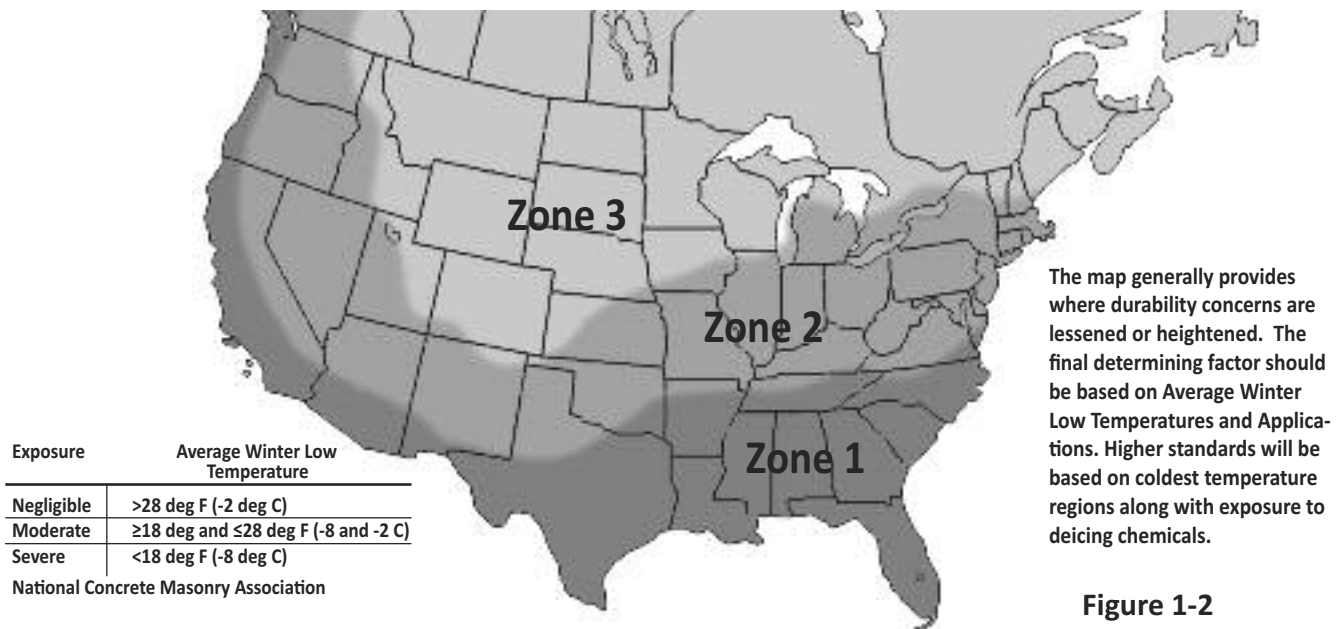 Zone 3
Zone 2
Zone 1
The map generally provides
where durability concerns are
lessened or heightened.  The
final determining factor should
be based on Average Winter
Low Temperatures and Applica-
tions. Higher standards will be
based on coldest temperature
regions along with exposure to
deicing chemicals.
Exposure Average Winter Low
Temperature
Negligible >28 deg F (-2 deg C)
Moderate ≥18 deg and ≤28 deg F (-8 and -2 C)
Severe <18 deg F (-8 deg C)
National Concrete Masonry Association
Figure 1-2